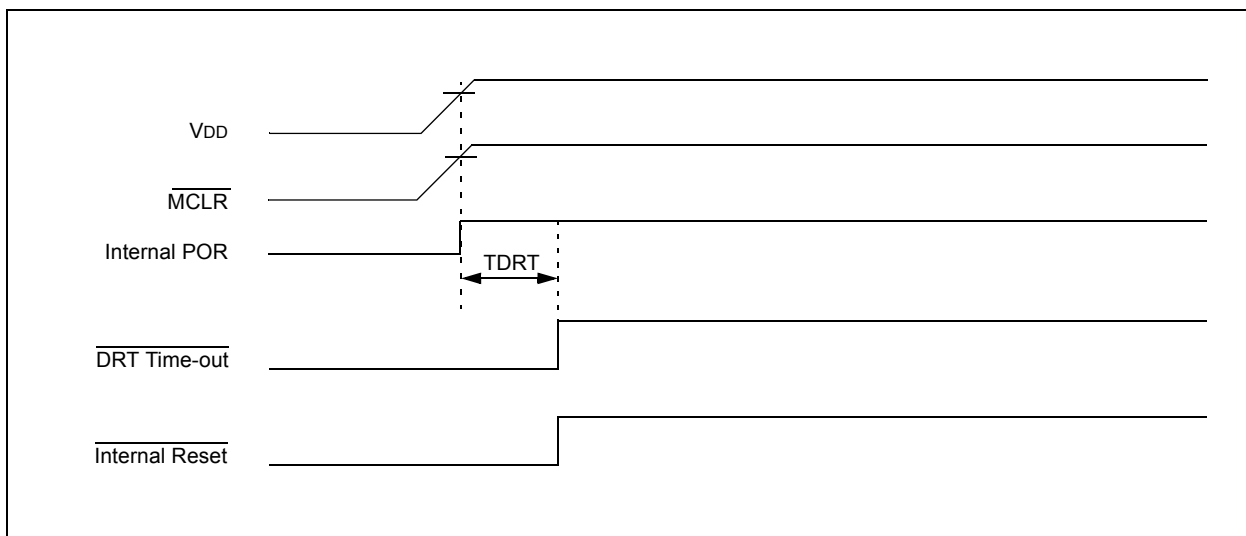 VDD
MCLR
Internal POR
TDRT
DRT Time-out
Internal Reset